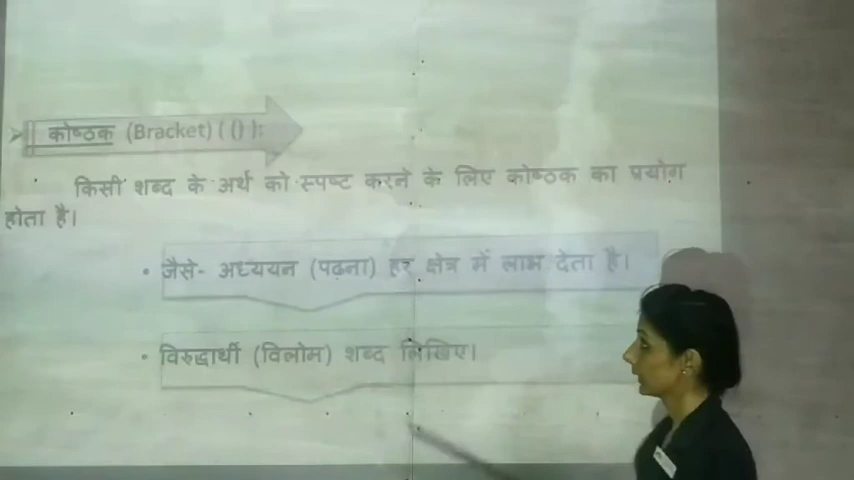 ➢ कोष्ठक (Bracket) ( () ):
किसी शब्द के अर्थ को स्पष्ट करने के लिए कोष्ठक का प्रयोग
होता है।
• जैसे- अध्ययन (पढ़ना) हर क्षेत्र में लाभ देता है।
• विरुद्धार्थी (विलोम) शब्द लिखिए।